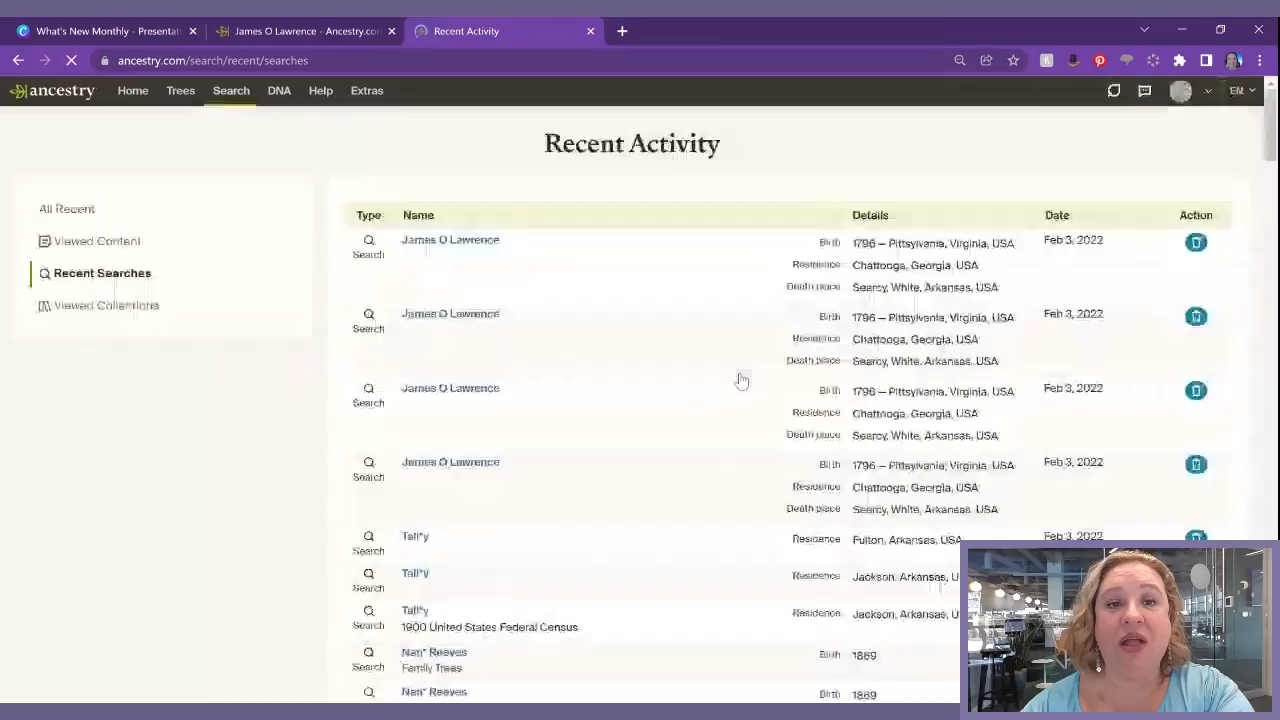 What's New Monthly - Presentat
James O Lawrence - Ancestry.co
Recent Activity
ancestry.com/search/recent/searches
ancestry Home Trees Search DNA Help Extras EN
Recent Activity
All Recent
Viewed Content
Recent Searches
Viewed Collections
Type Name Details Date Action
Search James O Lawrence Birth 1796 – Pittsylvania, Virginia, USA Feb 3, 2022
Residence Chattooga, Georgia, USA
Death place Searcy, White, Arkansas, USA
Search James O Lawrence Birth 1796 – Pittsylvania, Virginia, USA Feb 3, 2022
Residence Chattooga, Georgia, USA
Death place Searcy, White, Arkansas, USA
Search James O Lawrence Birth 1796 – Pittsylvania, Virginia, USA Feb 3, 2022
Residence Chattooga, Georgia, USA
Death place Searcy, White, Arkansas, USA
Search James O Lawrence Birth 1796 – Pittsylvania, Virginia, USA Feb 3, 2022
Residence Chattooga, Georgia, USA
Death place Searcy, White, Arkansas, USA
Search Residence Fulton, Arkansas, USA Feb 3, 2022
Search Residence Jackson, Arkansas, U
Search Residence Jackson, Arkansas, U
1900 United States Federal Census
Search Nan* Reeves Birth 1869
Family Trees
Nan* Reeves Birth 1869